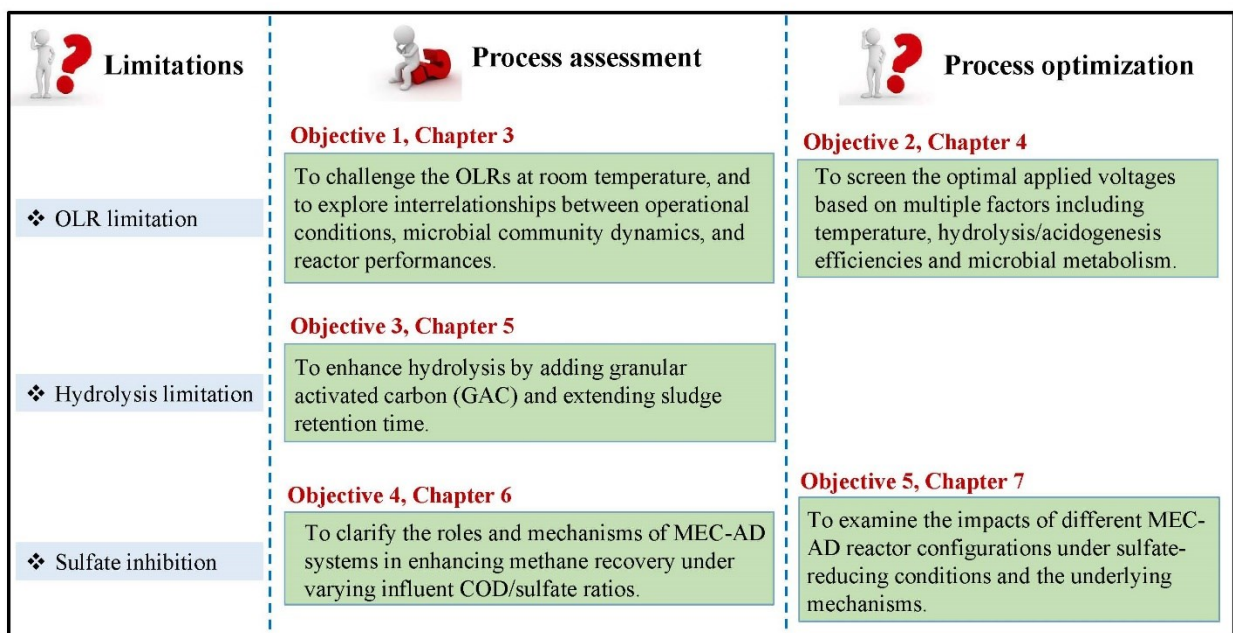 Limitations
Process assessment
Process optimization
Objective 1, Chapter 3
Objective 2, Chapter 4
❖ OLR limitation
To challenge the OLRs at room temperature, and
to explore interrelationships between operational
conditions, microbial community dynamics, and
reactor performances.
To screen the optimal applied voltages
based on multiple factors including
temperature, hydrolysis/acidogenesis
efficiencies and microbial metabolism.
Objective 3, Chapter 5
❖ Hydrolysis limitation
To enhance hydrolysis by adding granular
activated carbon (GAC) and extending sludge
retention time.
Objective 4, Chapter 6
Objective 5, Chapter 7
❖ Sulfate inhibition
To clarify the roles and mechanisms of MEC-AD
systems in enhancing methane recovery under
varying influent COD/sulfate ratios.
To examine the impacts of different MEC-
AD reactor configurations under sulfate-
reducing conditions and the underlying
mechanisms.